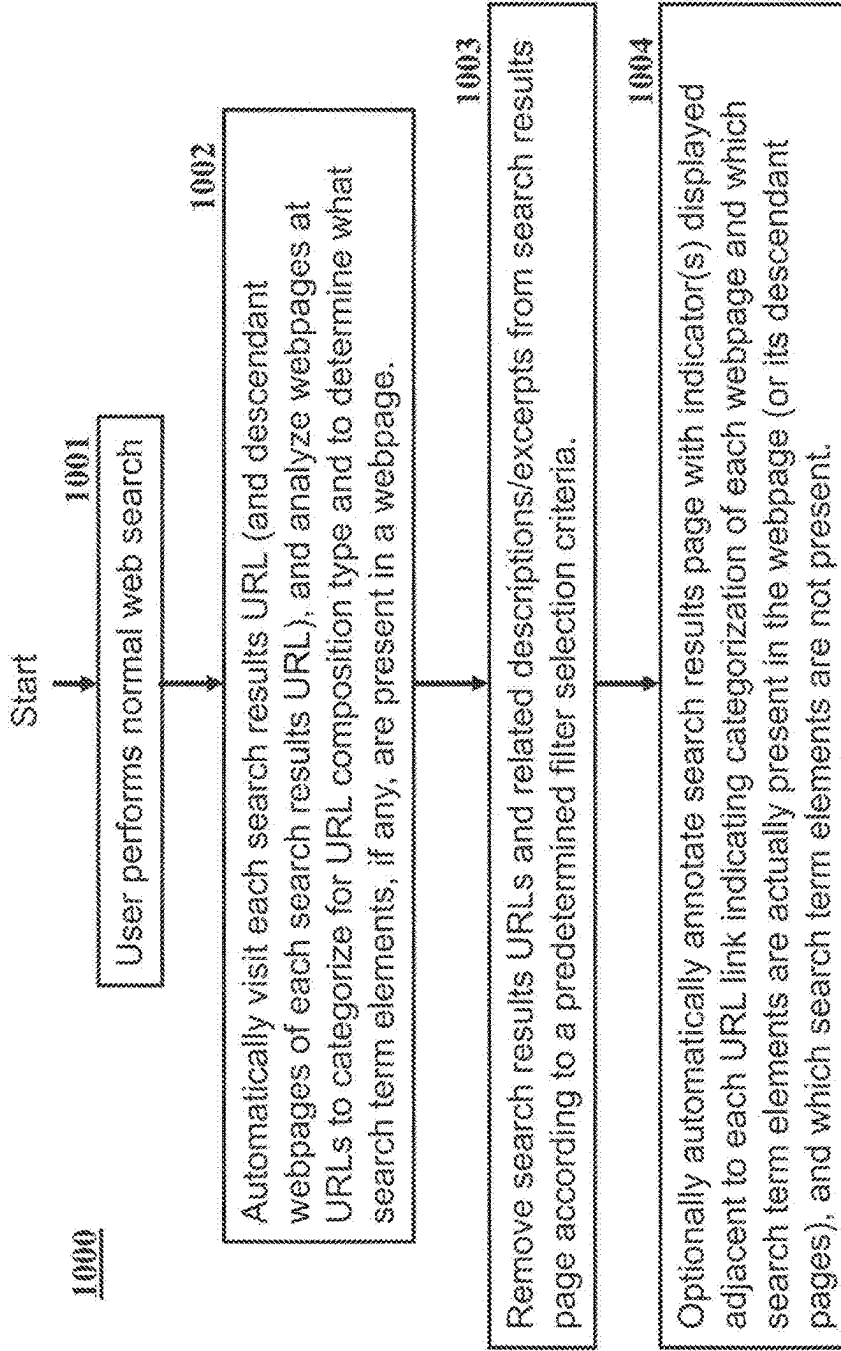 1000
Start
1001
User performs normal web search
1002
Automatically visit each search results URL (and descendant
webpages of each search results URL), and analyze webpages at
URLs to categorize for URL composition type and to determine what
search term elements, if any, are present in a webpage.
1003
Remove search results URLs and related descriptions/excerpts from search results
page according to a predetermined filter selection criteria.
1004
Optionally automatically annotate search results page with indicator(s) displayed
adjacent to each URL link indicating categorization of each webpage and which
search term elements are actually present in the webpage (or its descendant
pages), and which search term elements are not present.